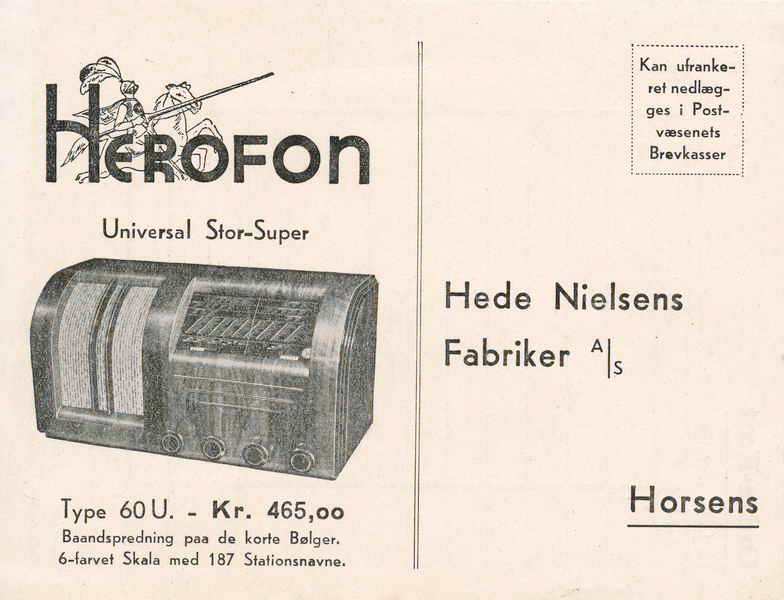 HEROFON
Universal Stor-Super
Type 60 U. - Kr. 465,00
Baandspredning paa de korte Bølger.
6-farvet Skala med 187 Stationsnavne.
Kan ufranke-
ret nedlæg-
ges i Post-
væsenets
Brevkasser
Hede Nielsens
Fabriker A/S
Horsens